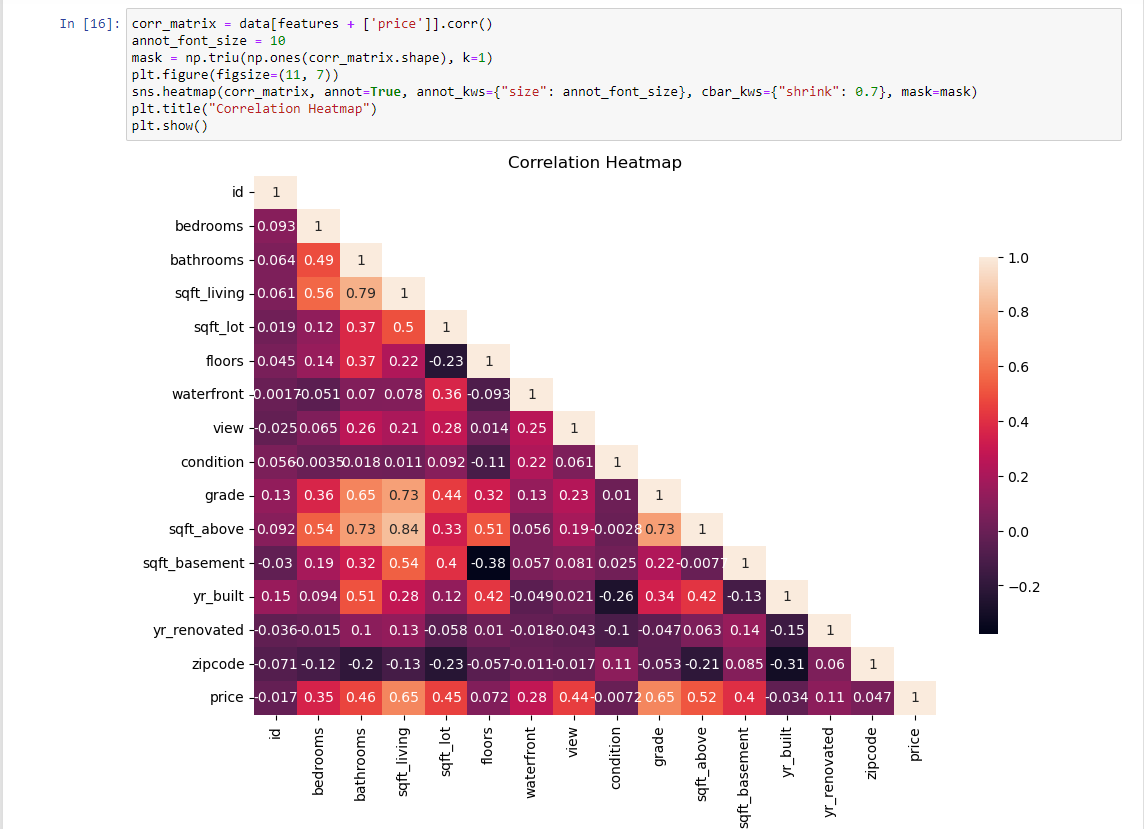 In [16]: corr_matrix = data[features + ['price']].corr()
annot_font_size = 10
mask = np.triu(np.ones(corr_matrix.shape), k=1)
plt.figure(figsize=(11, 7))
sns.heatmap(corr_matrix, annot=True, annot_kws={"size": annot_font_size}, cbar_kws={"shrink": 0.7}, mask=mask)
plt.title("Correlation Heatmap")
plt.show()
Correlation Heatmap
id 1
bedrooms 0.093 1
bathrooms 0.064 0.49 1
sqft_living 0.061 0.56 0.79 1
sqft_lot 0.019 0.12 0.37 0.5 1
floors 0.045 0.14 0.37 0.22 -0.23 1
waterfront -0.0017 -0.051 0.07 0.078 0.36 -0.093 1
view -0.025 0.065 0.26 0.21 0.28 0.014 0.25 1
condition 0.056 0.0035 0.018 0.011 0.092 -0.11 0.22 0.061 1
grade 0.13 0.36 0.65 0.73 0.44 0.32 0.13 0.23 0.01 1
sqft_above 0.092 0.54 0.73 0.84 0.33 0.51 0.056 0.19 -0.0028 0.73 1
sqft_basement -0.03 0.19 0.32 0.54 0.4 -0.38 0.057 0.081 0.025 0.22 -0.0077 1
yr_built 0.15 0.094 0.51 0.28 0.12 0.42 -0.049 0.021 -0.26 0.34 0.42 -0.13 1
yr_renovated -0.036 -0.015 0.1 0.13 -0.058 0.01 -0.018 -0.043 -0.1 -0.047 0.063 0.14 -0.15 1
zipcode -0.071 -0.12 -0.2 -0.13 -0.23 -0.057 -0.011 -0.017 0.11 -0.053 -0.21 0.085 -0.31 0.06 1
price -0.017 0.35 0.46 0.65 0.45 0.072 0.28 0.44 -0.0072 0.65 0.52 0.4 -0.034 0.11 0.047 1
id bedrooms bathrooms sqft_living sqft_lot floors waterfront view condition grade sqft_above sqft_basement yr_built yr_renovated zipcode price
1.0
0.8
0.6
0.4
0.2
0.0
−0.2